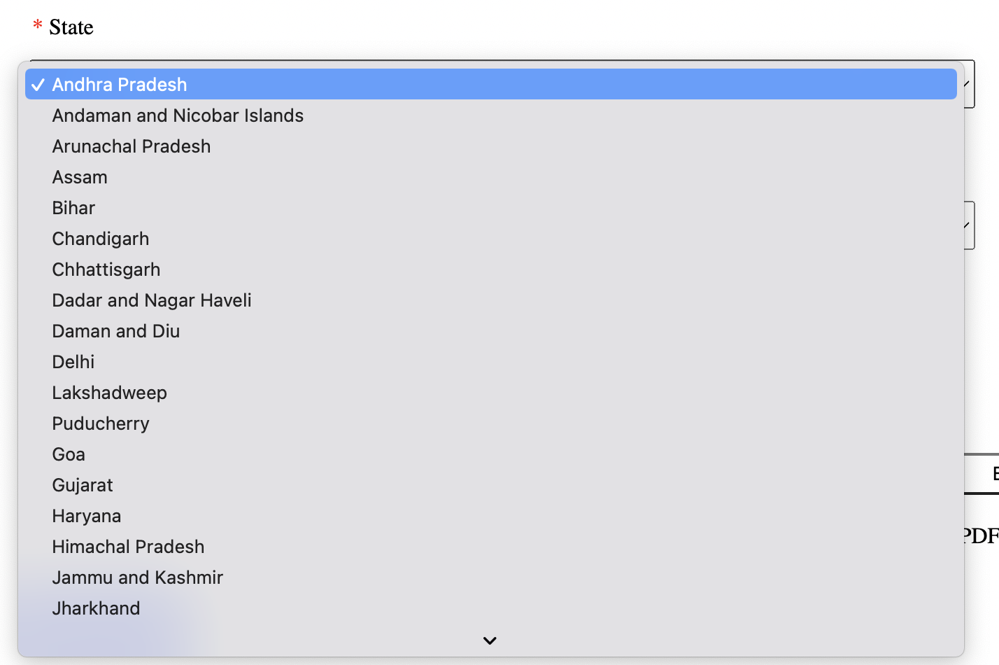 * State
✓ Andhra Pradesh
Andaman and Nicobar Islands
Arunachal Pradesh
Assam
Bihar
Chandigarh
Chhattisgarh
Dadar and Nagar Haveli
Daman and Diu
Delhi
Lakshadweep
Puducherry
Goa
Gujarat
Haryana
Himachal Pradesh
Jammu and Kashmir
Jharkhand
PDF